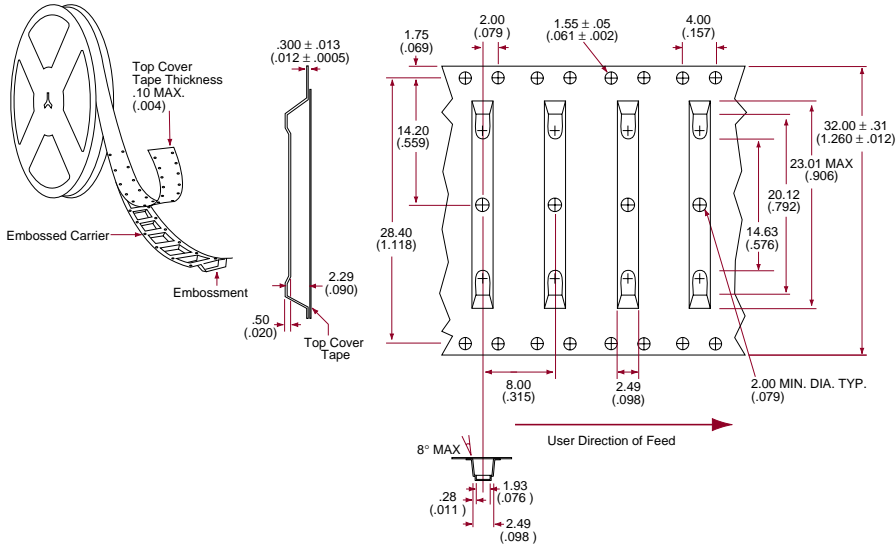 Top Cover
Tape Thickness
.10 MAX.
(.004)
Embossed Carrier
Embossment
.300 ± .013
(.012 ± .0005)
2.29
(.090)
.50
(.020)
Top Cover
Tape
1.75
(.069)
2.00
(.079 )
1.55 ± .05
(.061 ± .002)
4.00
(.157)
14.20
(.559)
28.40
(1.118)
32.00 ± .31
(1.260 ± .012)
23.01 MAX
(.906)
20.12
(.792)
14.63
(.576)
8.00
(.315)
2.49
(.098)
2.00 MIN. DIA. TYP.
(.079)
User Direction of Feed
8° MAX
.28
(.011 )
1.93
(.076 )
2.49
(.098 )